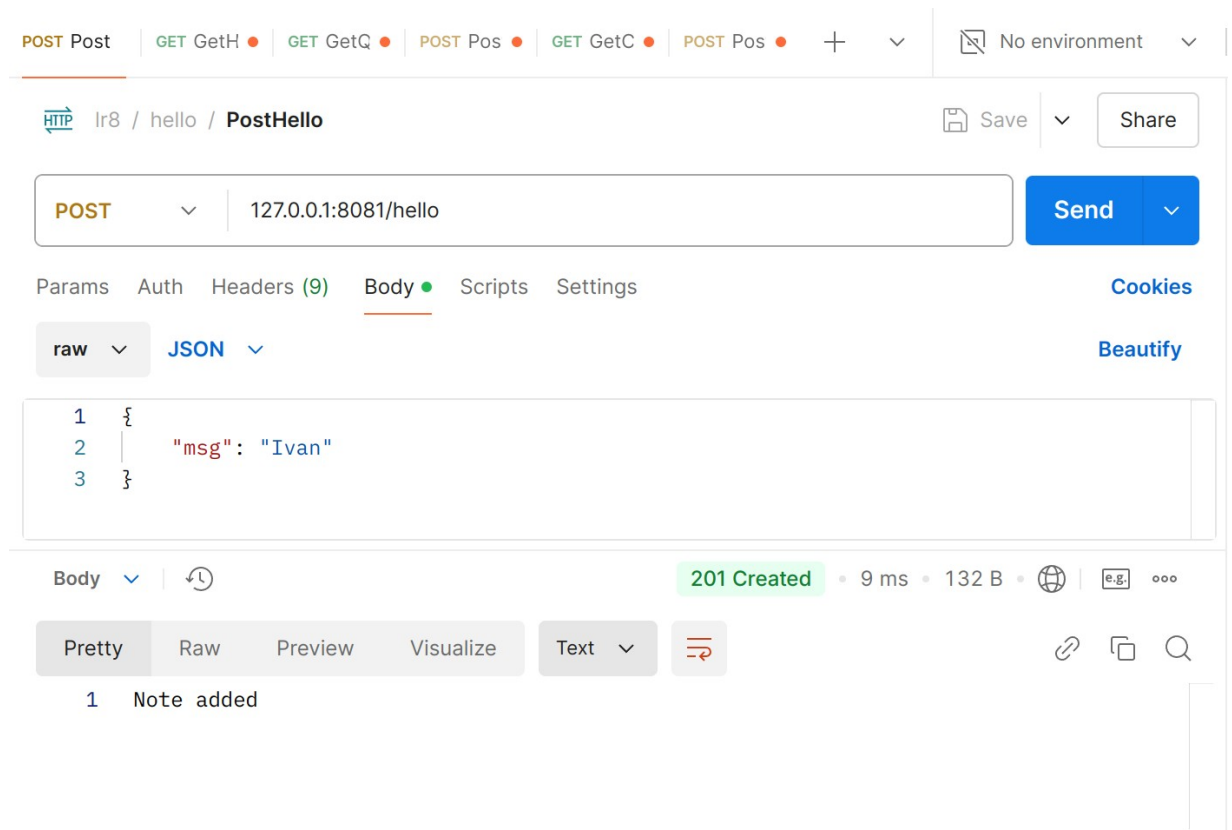 POST Post GET GetH GET GetQ POST Pos GET GetC POST Pos No environment
HTTP lr8 / hello / PostHello Save Share
POST 127.0.0.1:8081/hello Send
Params Auth Headers (9) Body Scripts Settings Cookies
raw JSON Beautify
1 {
2 "msg": "Ivan"
3 }
Body 201 Created 9 ms 132 B e.g.
Pretty Raw Preview Visualize Text
1 Note added